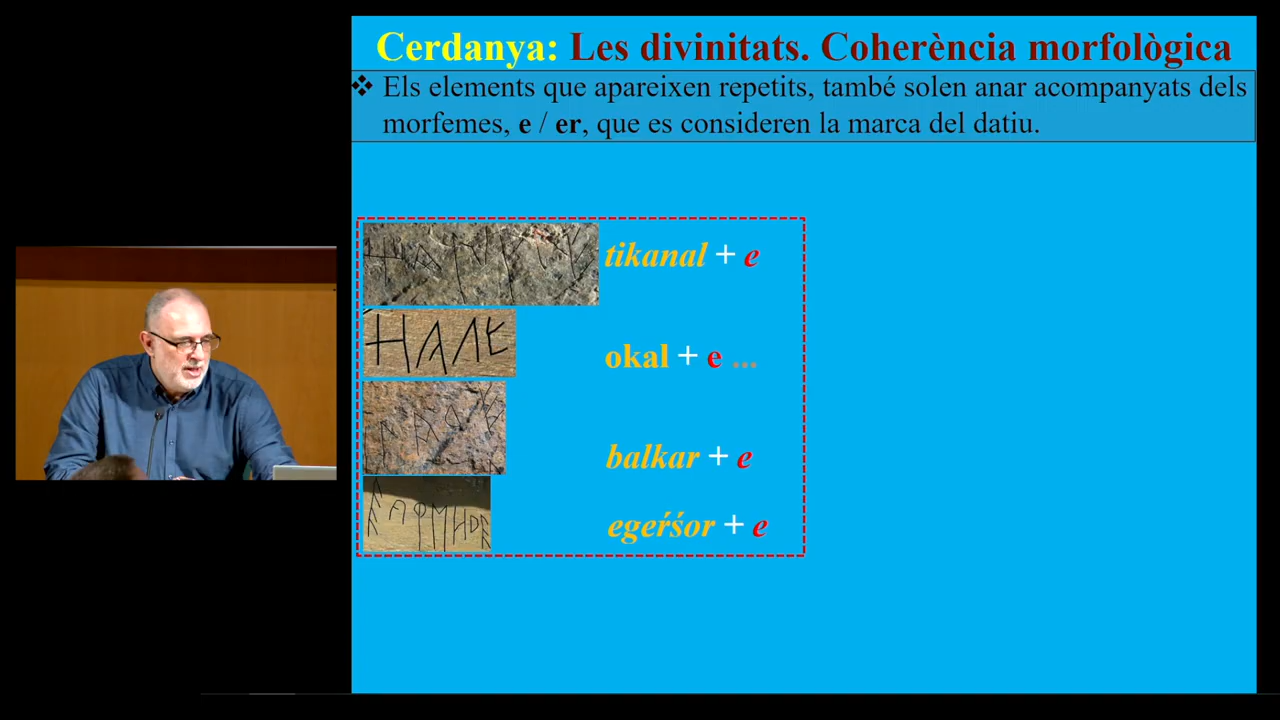 Cerdanya: Les divinitats. Coherència morfològica
❖ Els elements que apareixen repetits, també solen anar acompanyats dels
morfemes, e / er, que es consideren la marca del datiu.
tikanal + e
okal + e ...
balkar + e
egeŕśor + e